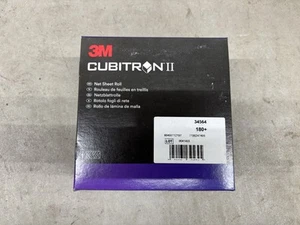 3M
CUBITRON II
Net Sheet Roll
Rouleau de feuilles en treillis
Netzblattrolle
Rotolo fogli di rete
Rollo de lámina de malla
34564
180+